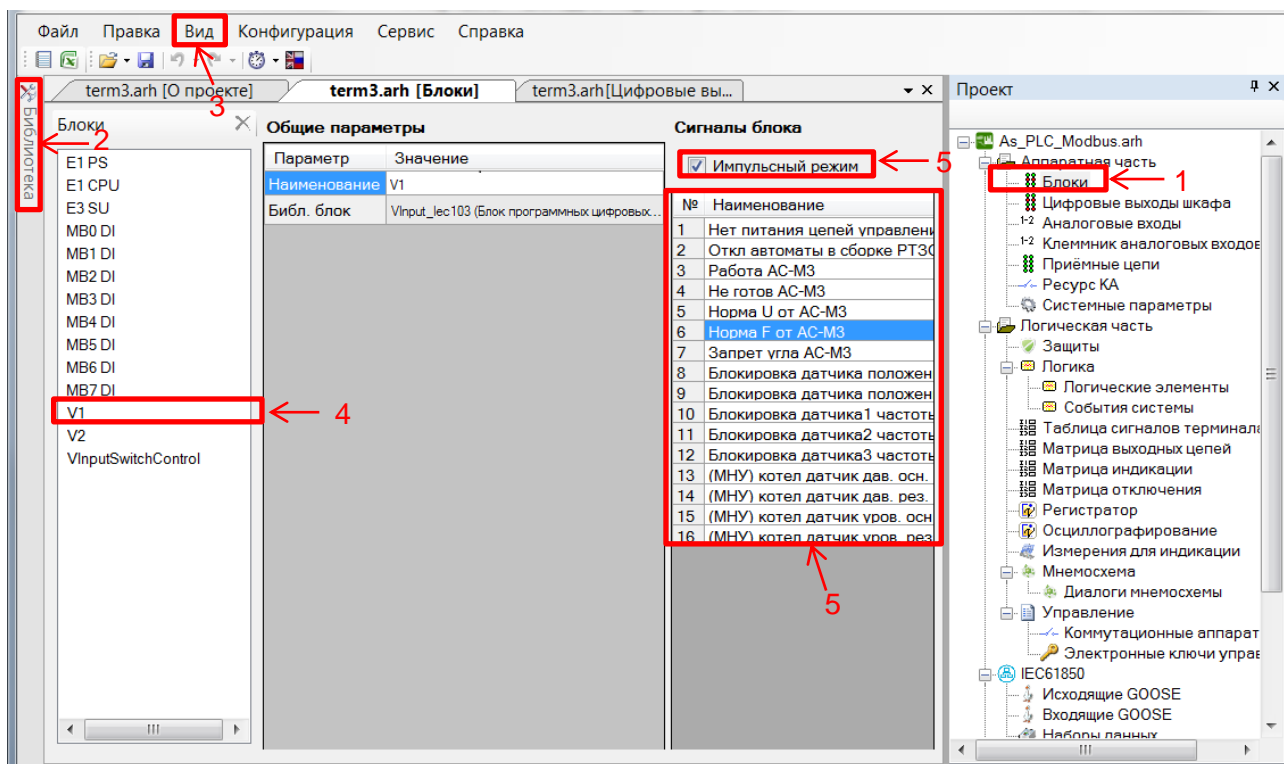 Файл Правка Вид Конфигурация Сервис Справка
term3.arh [О проекте] term3.arh [Блоки] term3.arh[Цифровые вы...
3
Библиотека
2
Блоки
E1 PS
E1 CPU
E3 SU
MB0 DI
MB1 DI
MB2 DI
MB3 DI
MB4 DI
MB5 DI
MB6 DI
MB7 DI
V1
V2
VInputSwitchControl
4
Общие параметры
Параметр Значение
Наименование V1
Библ. блок VInput_Iec103 (Блок программных цифровых...
Сигналы блока
Импульсный режим
5
№ Наименование
1 Нет питания цепей управлени
2 Откл автоматы в сборке РТЗО
3 Работа АС-М3
4 Не готов АС-М3
5 Норма U от АС-М3
6 Норма F от АС-М3
7 Запрет угла АС-М3
8 Блокировка датчика положен
9 Блокировка датчика положен
10 Блокировка датчика1 частоть
11 Блокировка датчика2 частоть
12 Блокировка датчика3 частоть
13 (МНУ) котел датчик дав. осн.
14 (МНУ) котел датчик дав. рез.
15 (МНУ) котел датчик уров. осн
16 (МНУ) котел датчик уров. рез
5
Проект
As_PLC_Modbus.arh
Аппаратная часть
Блоки
1
Цифровые выходы шкафа
Аналоговые входы
Клеммник аналоговых входов
Приёмные цепи
Ресурс КА
Системные параметры
Логическая часть
Защиты
Логика
Логические элементы
События системы
Таблица сигналов терминала
Матрица выходных цепей
Матрица индикации
Матрица отключения
Регистратор
Осциллографирование
Измерения для индикации
Мнемосхема
Диалоги мнемосхемы
Управление
Коммутационные аппарат
Электронные ключи управ
IEC61850
Исходящие GOOSE
Входящие GOOSE
Наборы данных